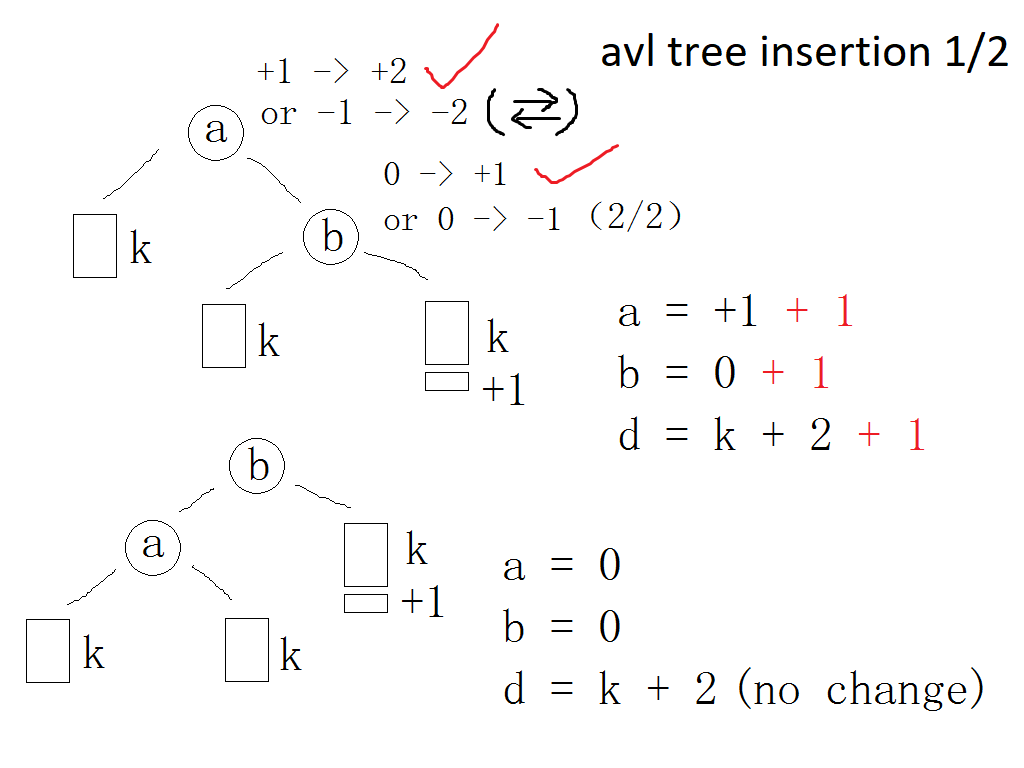 avl tree insertion 1/2
+1 -> +2
or -1 -> -2 (⇄)
a
0 -> +1
or 0 -> -1 (2/2)
k
b
k
k
+1
a = +1 + 1
b = 0 + 1
d = k + 2 + 1
b
a
k
+1
k
k
a = 0
b = 0
d = k + 2 (no change)